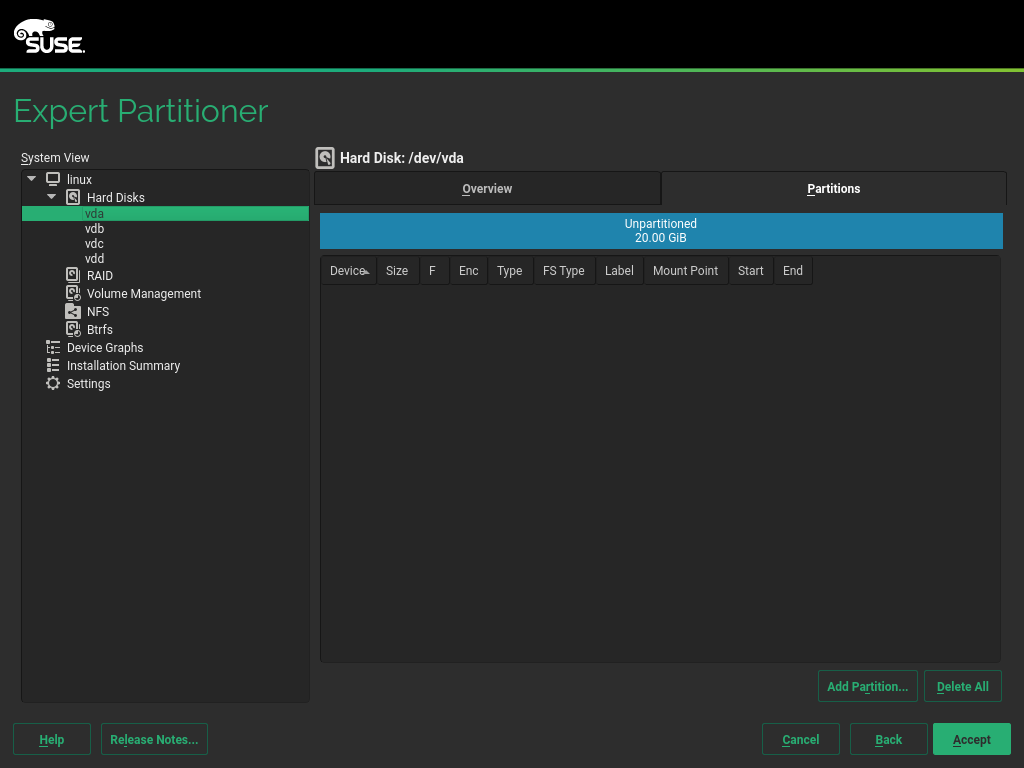 SUSE.
Expert Partitioner
System View
linux
Hard Disks
vda
vdb
vdc
vdd
RAID
Volume Management
NFS
Btrfs
Device Graphs
Installation Summary
Settings
Hard Disk: /dev/vda
Overview Partitions
Unpartitioned
20.00 GiB
Device Size F Enc Type FS Type Label Mount Point Start End
Add Partition... Delete All
Help Release Notes... Cancel Back Accept